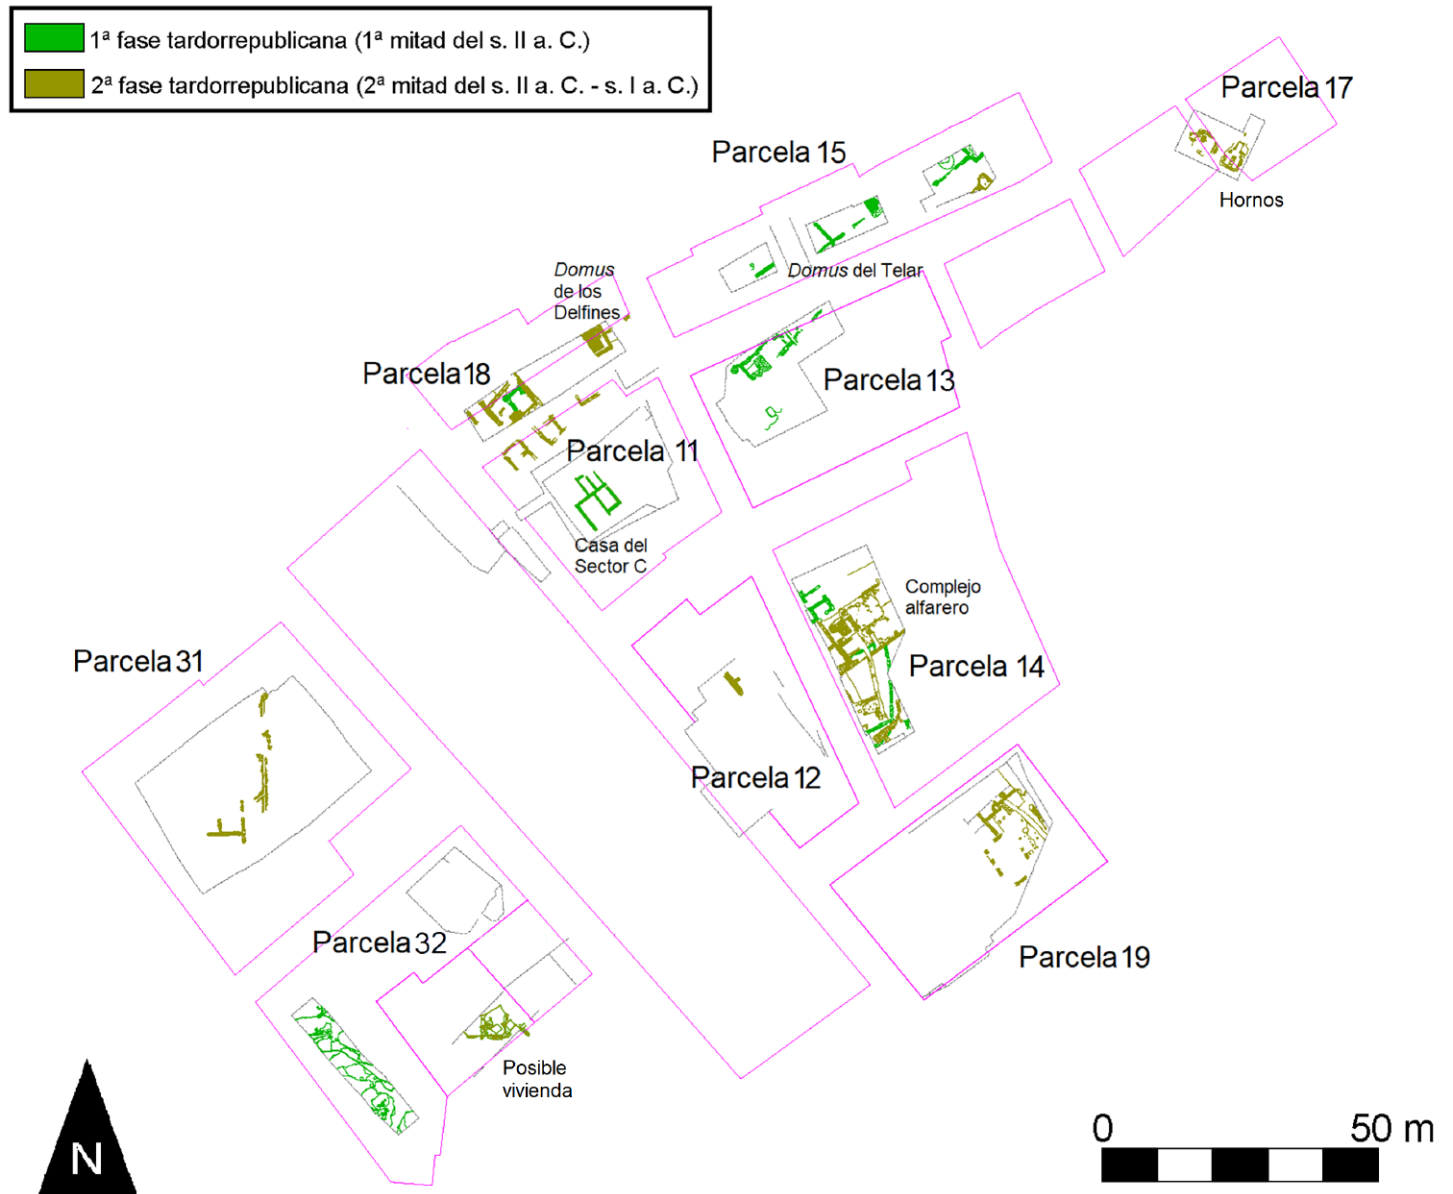 1ª fase tardorrepublicana (1ª mitad del s. II a. C.)
2ª fase tardorrepublicana (2ª mitad del s. II a. C. - s. I a. C.)
Parcela 17
Hornos
Parcela 15
Domus del Telar
Domus
de los
Delfines
Parcela 18
Parcela 13
Parcela 11
Casa del
Sector C
Complejo
alfarero
Parcela 14
Parcela 31
Parcela 12
Parcela 32
Parcela 19
Posible
vivienda
N
0 50 m